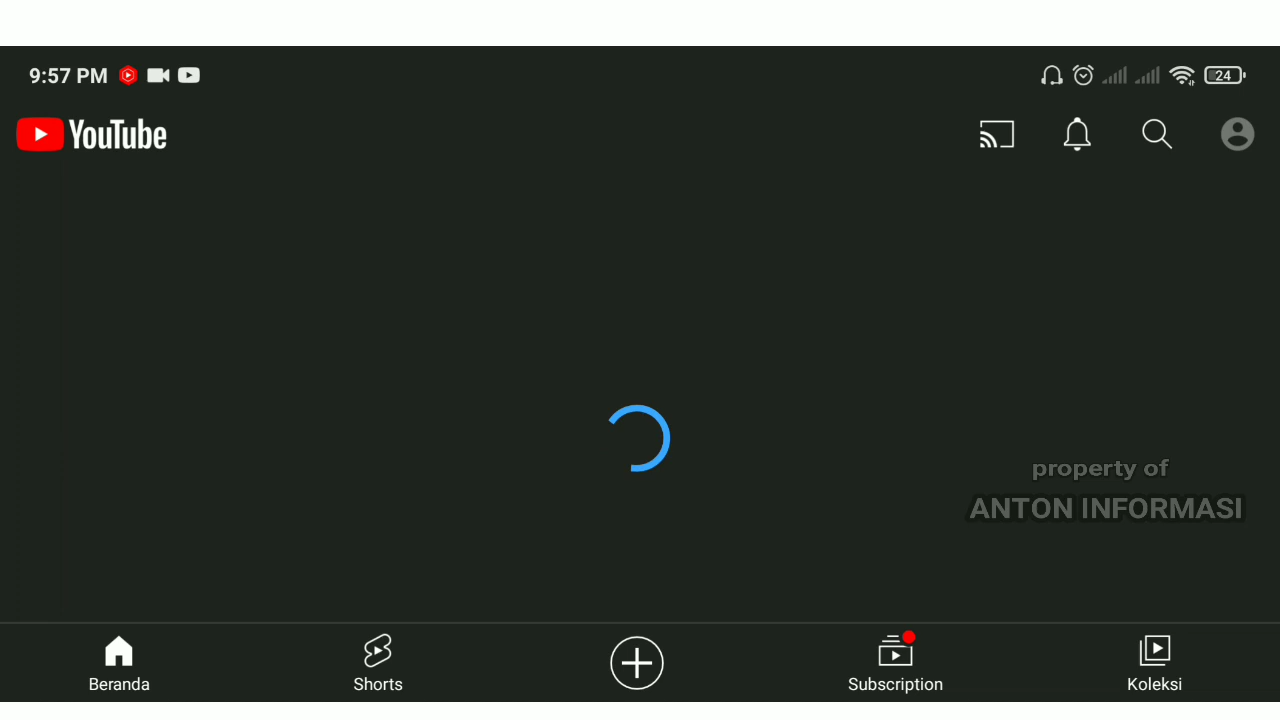 9:57 PM
24
YouTube
property of
ANTON INFORMASI
Beranda
Shorts
Subscription
Koleksi